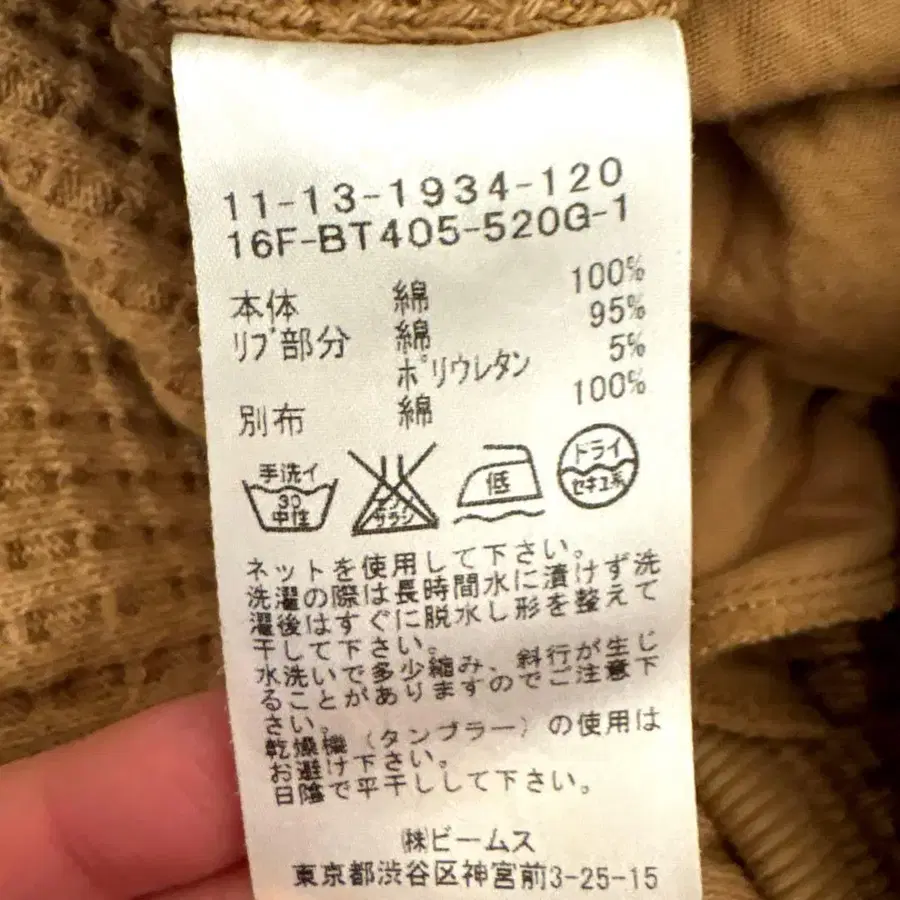 11-13-1934-120
16F-BT405-520G-1
本体 綿 100%
リブ部分 綿 95%
ポリウレタン 5%
別布 綿 100%
手洗イ 30 中性
エンソ サラシ
低
ドライ セキユ系
ネットを使用して下さい。
洗濯の際は長時間水に漬けず洗
濯後はすぐに脱水し形を整えて
干して下さい。
水洗いで多少縮み、斜行が生じ
ることがありますのでご注意下
さい。
乾燥機(タンブラー)の使用は
お避け下さい。
日陰で平干しして下さい。
㈱ビームス
東京都渋谷区神宮前3-25-15